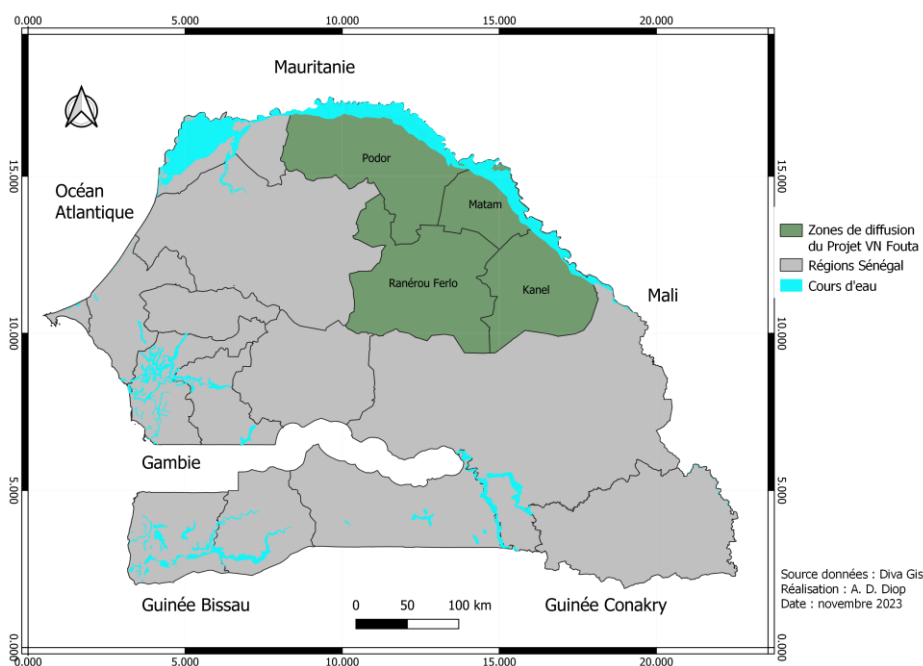 0.000 5.000 10.000 15.000 20.000
Mauritanie
15.000
15.000
Podor
Océan
Atlantique
Matam
Zones de diffusion
du Projet VN Fouta
Régions Sénégal
Cours d'eau
Ranérou Ferlo
Kanel
Mali
10.000
10.000
Gambie
5.000
5.000
Source données : Diva Gis
Réalisation : A. D. Diop
Date : novembre 2023
Guinée Bissau
0 50 100 km
Guinée Conakry
0.000
0.000
0.000 5.000 10.000 15.000 20.000